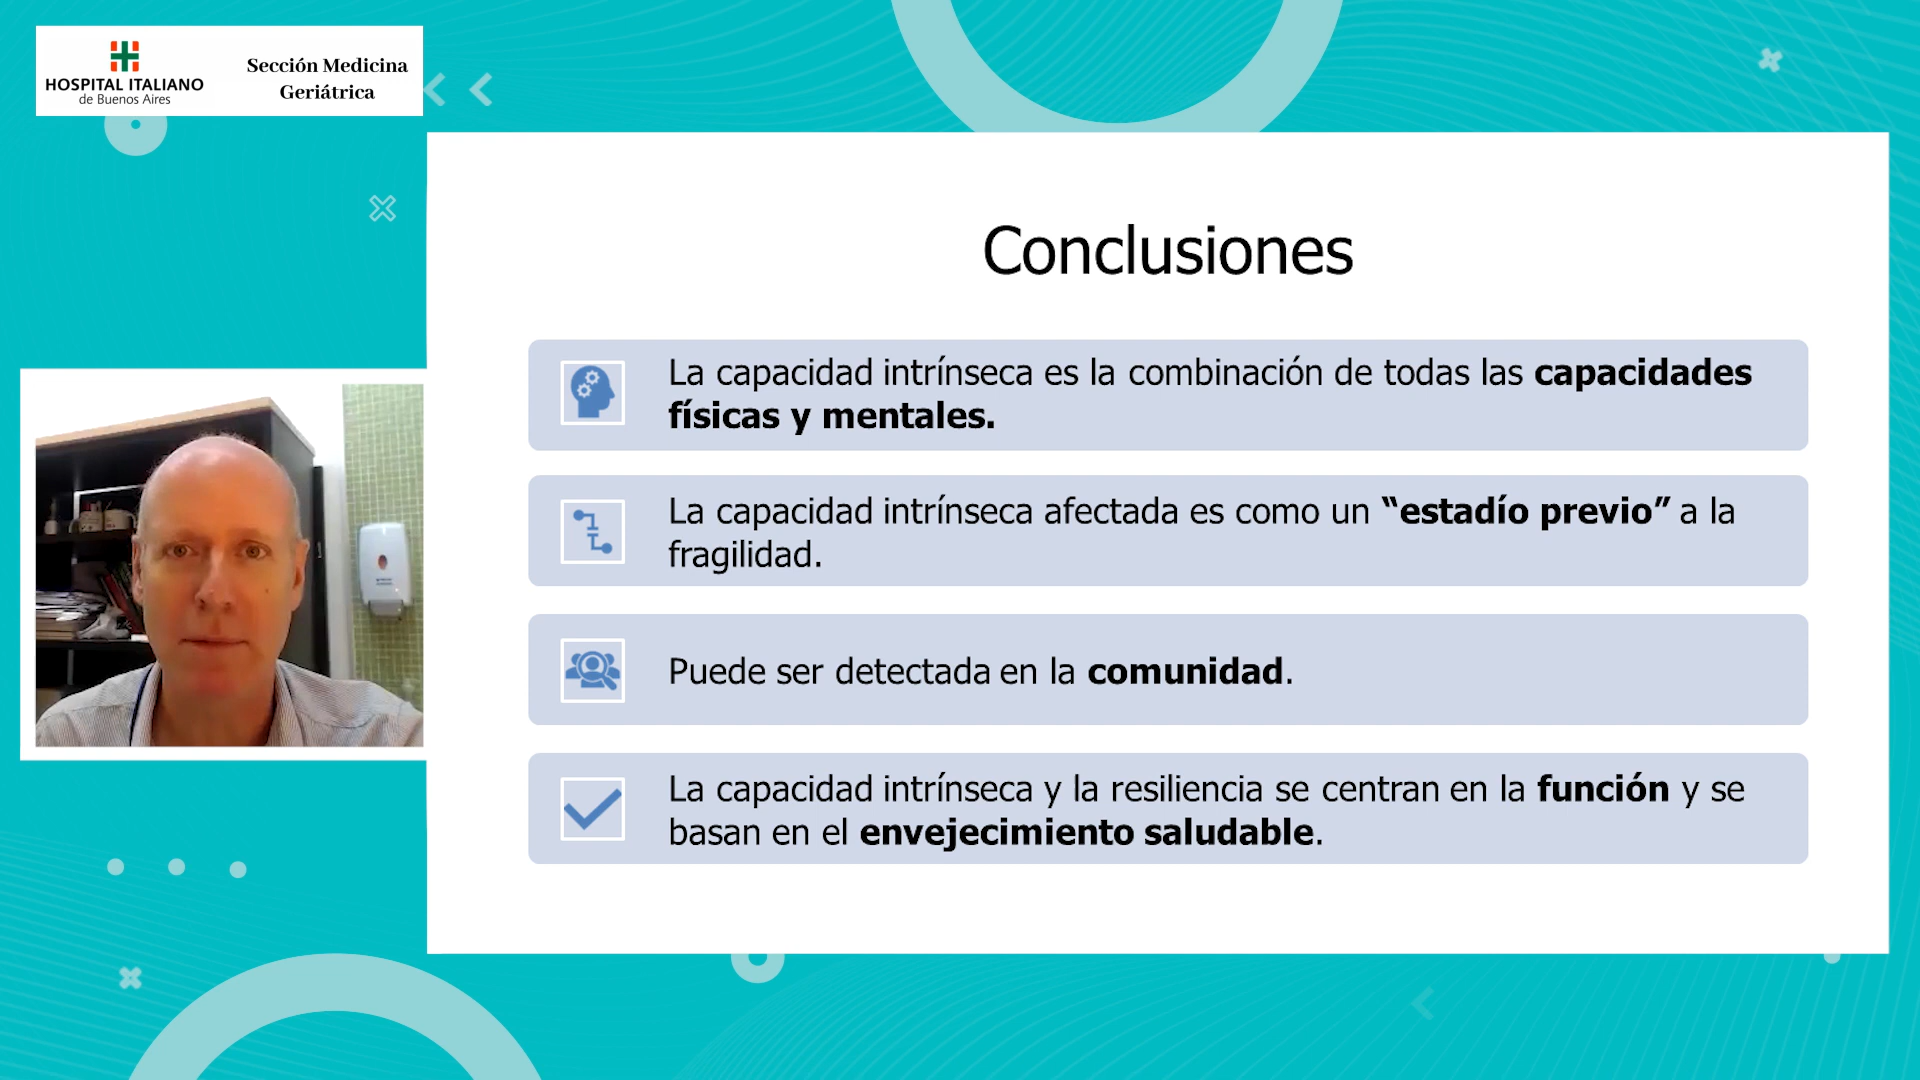 HOSPITAL ITALIANO
de Buenos Aires
Sección Medicina
Geriátrica
Conclusiones
La capacidad intrínseca es la combinación de todas las capacidades
físicas y mentales.
La capacidad intrínseca afectada es como un “estadío previo” a la
fragilidad.
Puede ser detectada en la comunidad.
La capacidad intrínseca y la resiliencia se centran en la función y se
basan en el envejecimiento saludable.